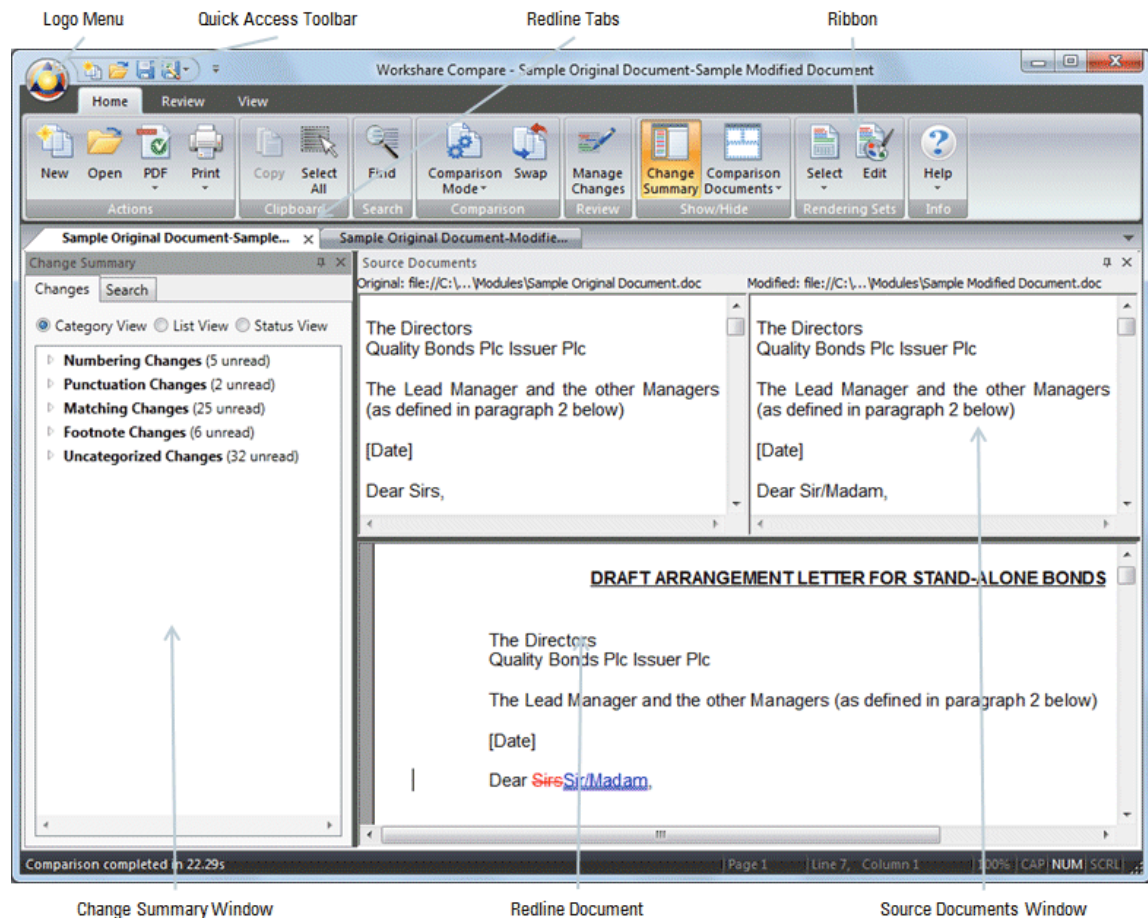 Logo Menu Quick Access Toolbar Redline Tabs Ribbon
Workshare Compare - Sample Original Document-Sample Modified Document
Home Review View
New Open PDF Print Copy Select All Find Comparison Mode Swap Manage Changes Change Summary Comparison Documents Select Edit Help
Actions Clipboard Search Comparison Review Show/Hide Rendering Sets Info
Sample Original Document-Sample... Sample Original Document-Modifie...
Change Summary
Changes Search
Category View List View Status View
Numbering Changes (5 unread)
Punctuation Changes (2 unread)
Matching Changes (25 unread)
Footnote Changes (6 unread)
Uncategorized Changes (32 unread)
Source Documents
Original: file://C:\...\Modules\Sample Original Document.doc
The Directors
Quality Bonds Plc Issuer Plc
The Lead Manager and the other Managers
(as defined in paragraph 2 below)
[Date]
Dear Sirs,
Modified: file://C:\...\Modules\Sample Modified Document.doc
The Directors
Quality Bonds Plc Issuer Plc
The Lead Manager and the other Managers
(as defined in paragraph 2 below)
[Date]
Dear Sir/Madam,
DRAFT ARRANGEMENT LETTER FOR STAND-ALONE BONDS
The Directors
Quality Bonds Plc Issuer Plc
The Lead Manager and the other Managers (as defined in paragraph 2 below)
[Date]
Dear SirsSir/Madam,
Comparison completed in 22.29s Page 1 Line 7, Column 1 100% CAP NUM SCRL
Change Summary Window Redline Document Source Documents Window